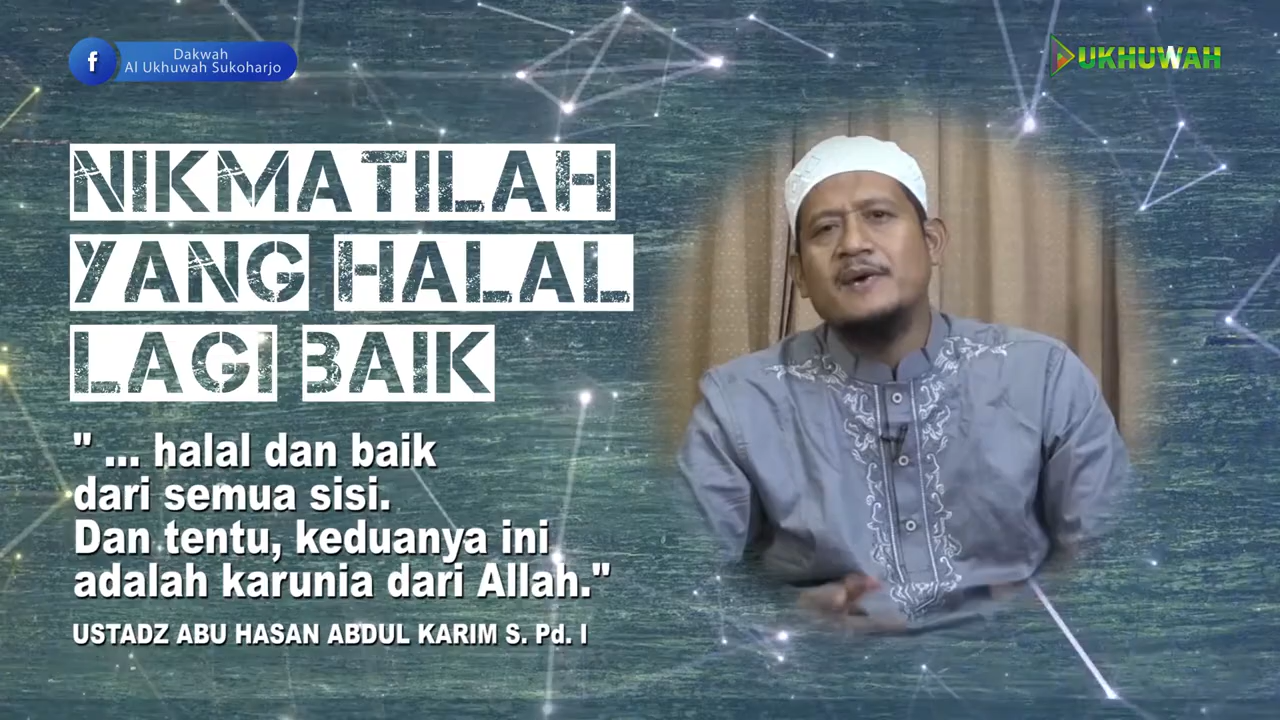 f
Dakwah
Al Ukhuwah Sukoharjo
UKHUWAH
NIKMATILAH
YANG HALAL
LAGI BAIK
" ... halal dan baik
dari semua sisi.
Dan tentu, keduanya ini
adalah karunia dari Allah."
USTADZ ABU HASAN ABDUL KARIM S. Pd. I